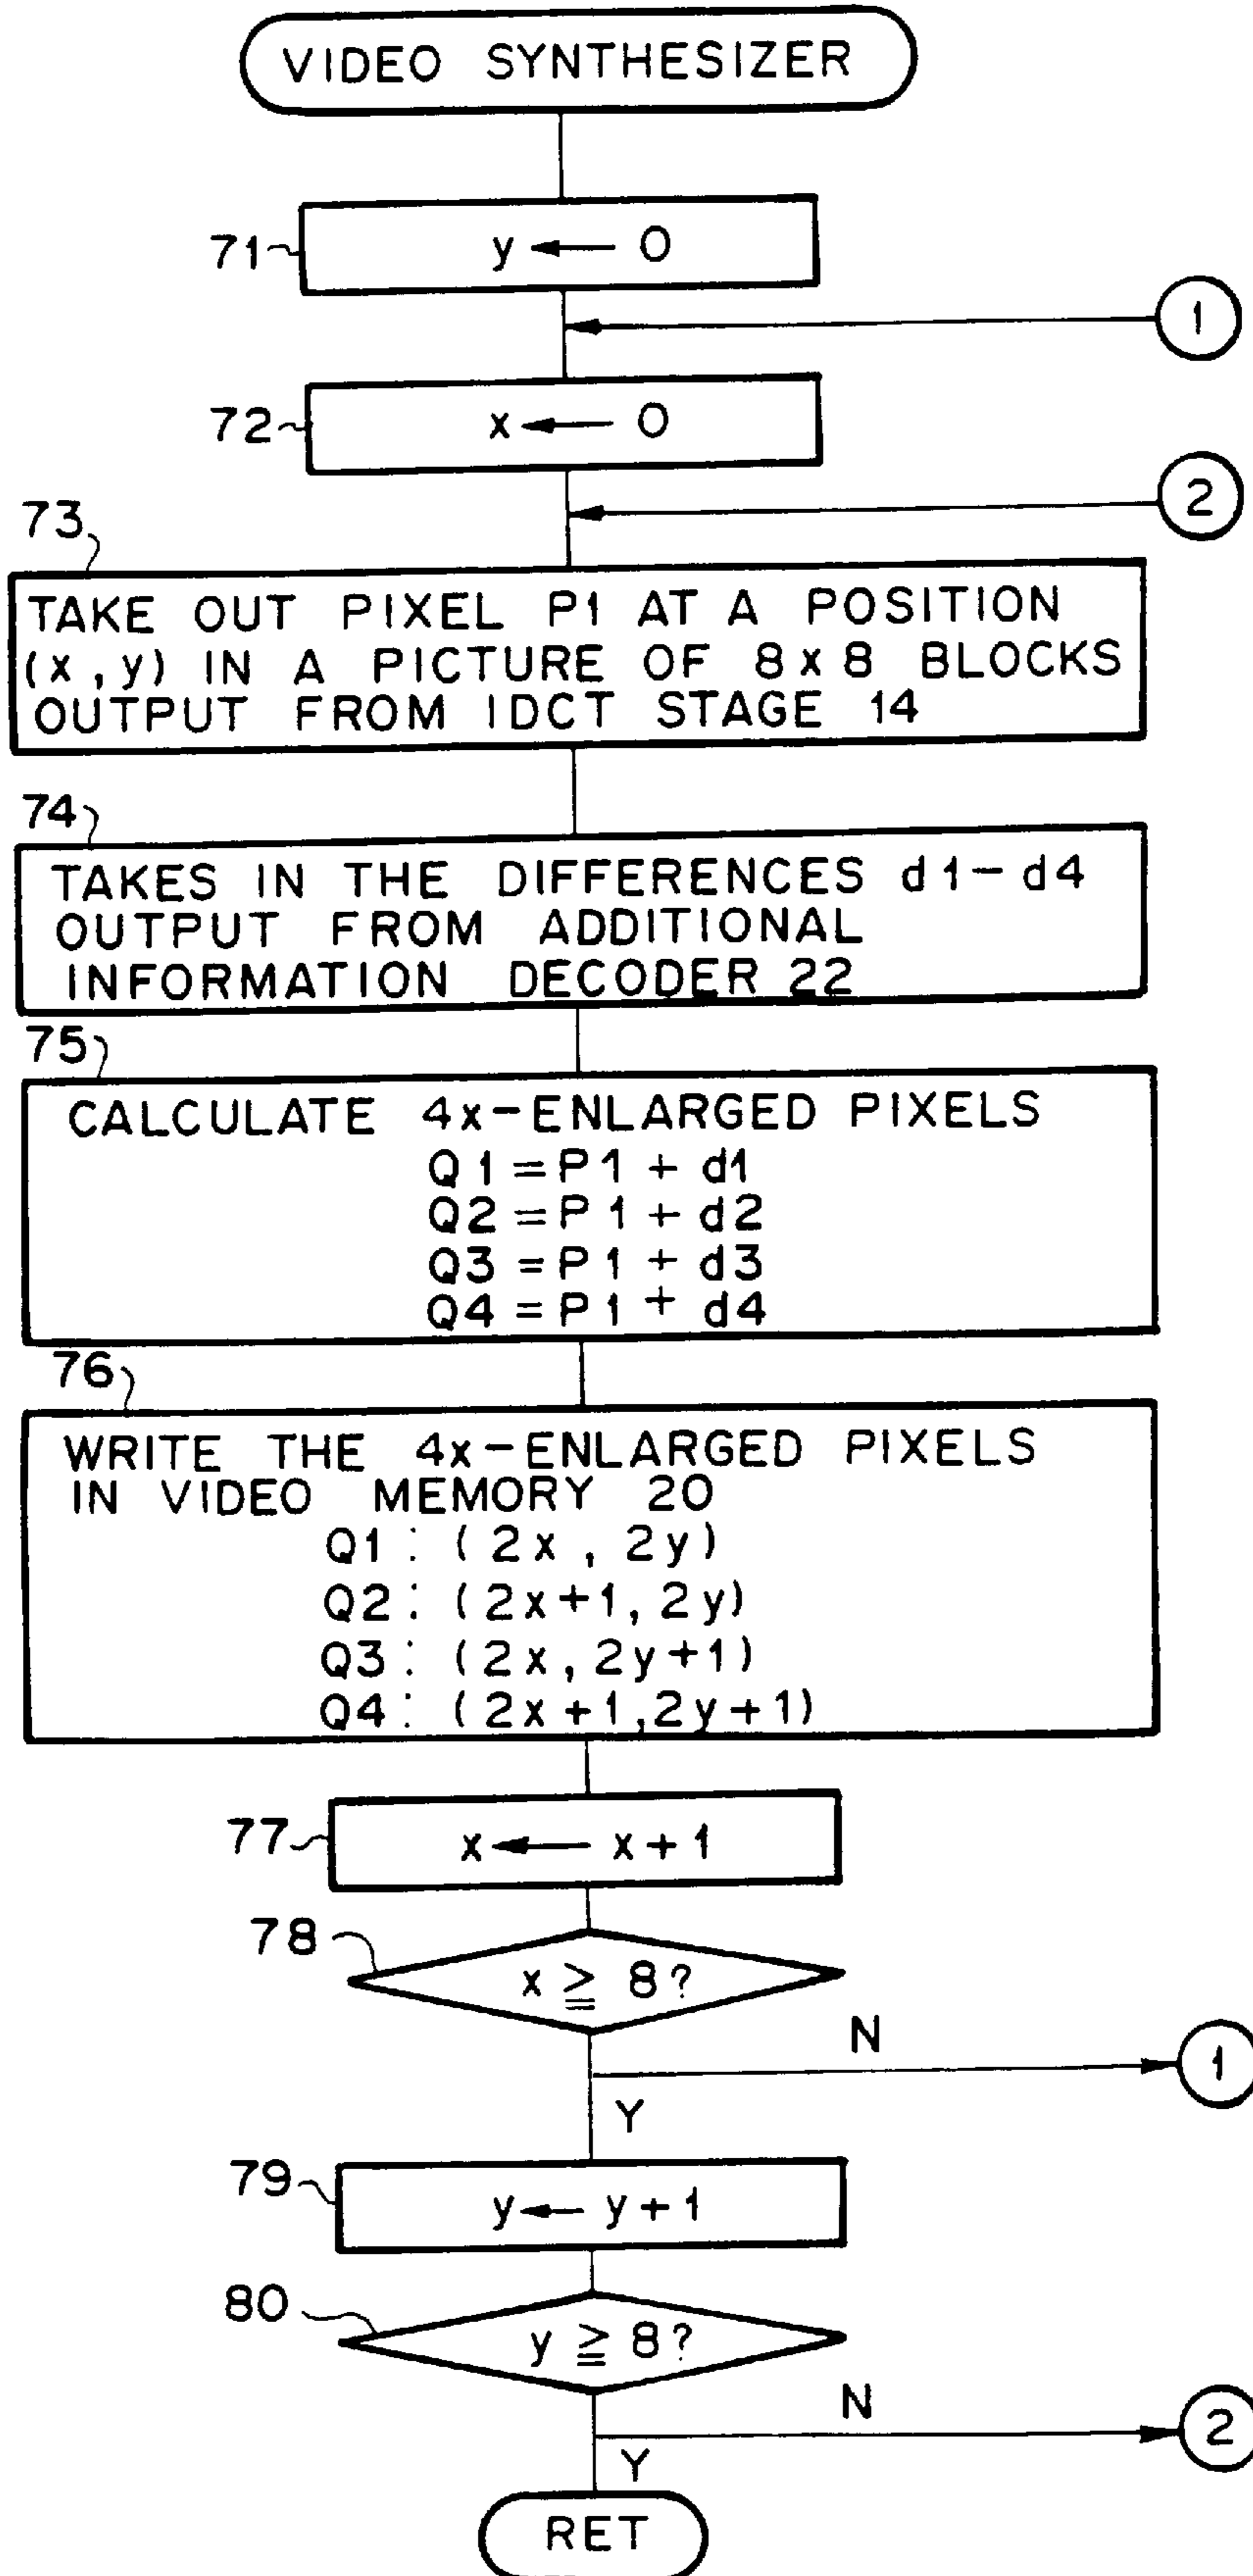 VIDEO SYNTHESIZER
71
y ← 0
1
72
x ← 0
2
73
TAKE OUT PIXEL P1 AT A POSITION
(x, y) IN A PICTURE OF 8x8 BLOCKS
OUTPUT FROM IDCT STAGE 14
74
TAKES IN THE DIFFERENCES d1-d4
OUTPUT FROM ADDITIONAL
INFORMATION DECODER 22
75
CALCULATE 4x-ENLARGED PIXELS
Q1 = P1 + d1
Q2 = P1 + d2
Q3 = P1 + d3
Q4 = P1 + d4
76
WRITE THE 4x-ENLARGED PIXELS
IN VIDEO MEMORY 20
Q1 : (2x, 2y)
Q2 : (2x+1, 2y)
Q3 : (2x, 2y+1)
Q4 : (2x+1, 2y+1)
77
x ← x+1
78
x ≧ 8?
N
1
Y
79
y ← y+1
80
y ≧ 8?
N
2
Y
RET